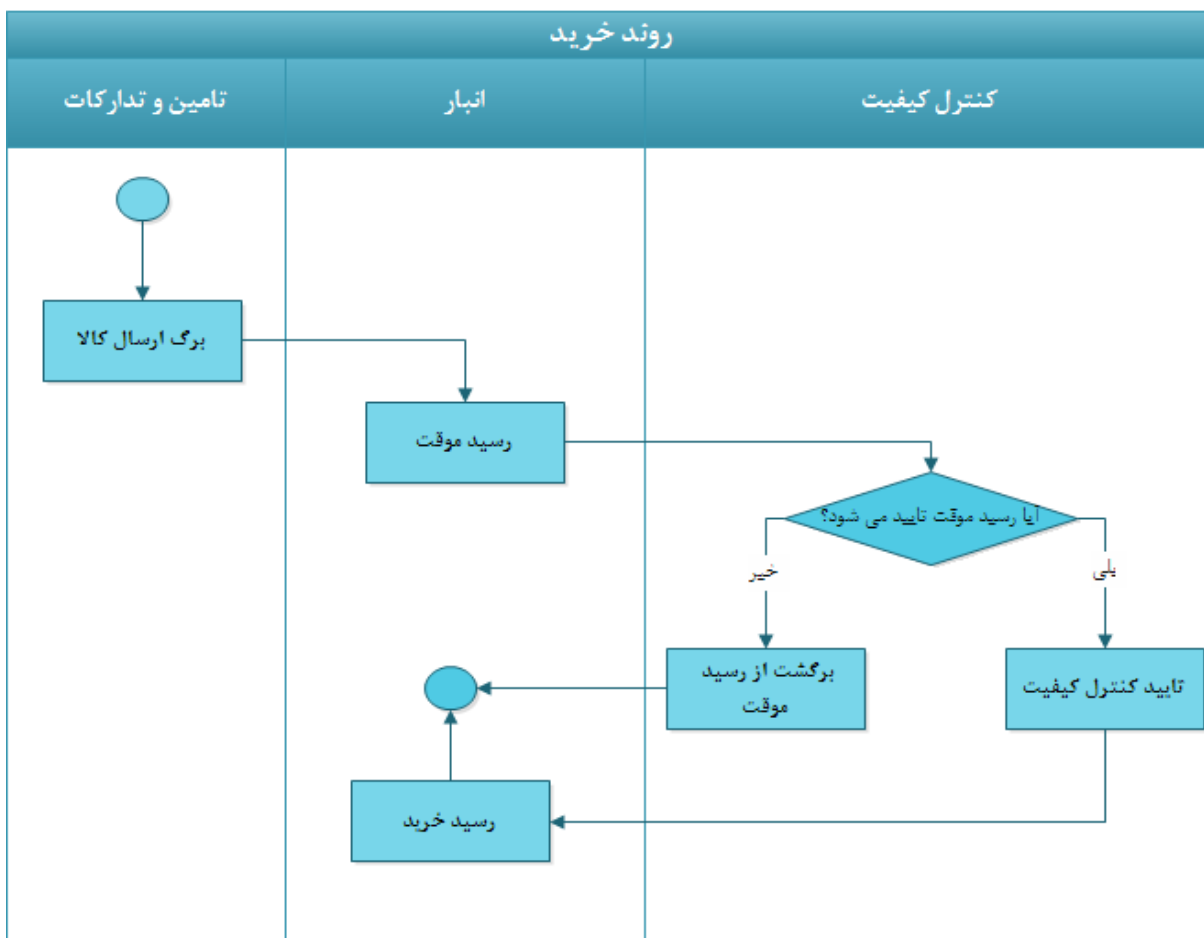 روند خرید
تامین و تدارکات
انبار
کنترل کیفیت
برگ ارسال کالا
رسید موقت
آیا رسید موقت تایید می شود؟
خیر
بلی
برگشت از رسید
موقت
تایید کنترل کیفیت
رسید خرید